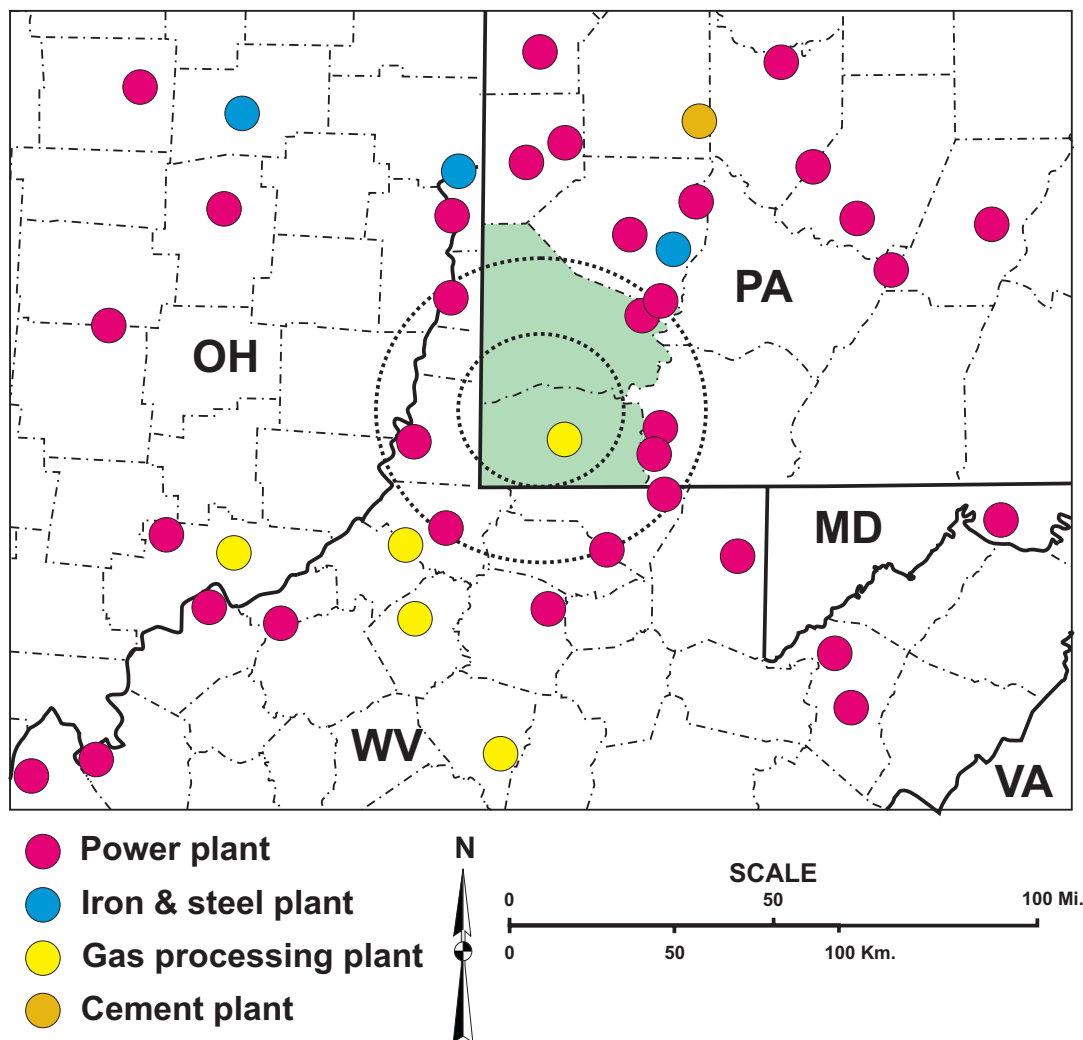 PA
OH
MD
WV
VA
Power plant
Iron & steel plant
Gas processing plant
Cement plant
N
SCALE
0 50 100 Mi.
0 50 100 Km.